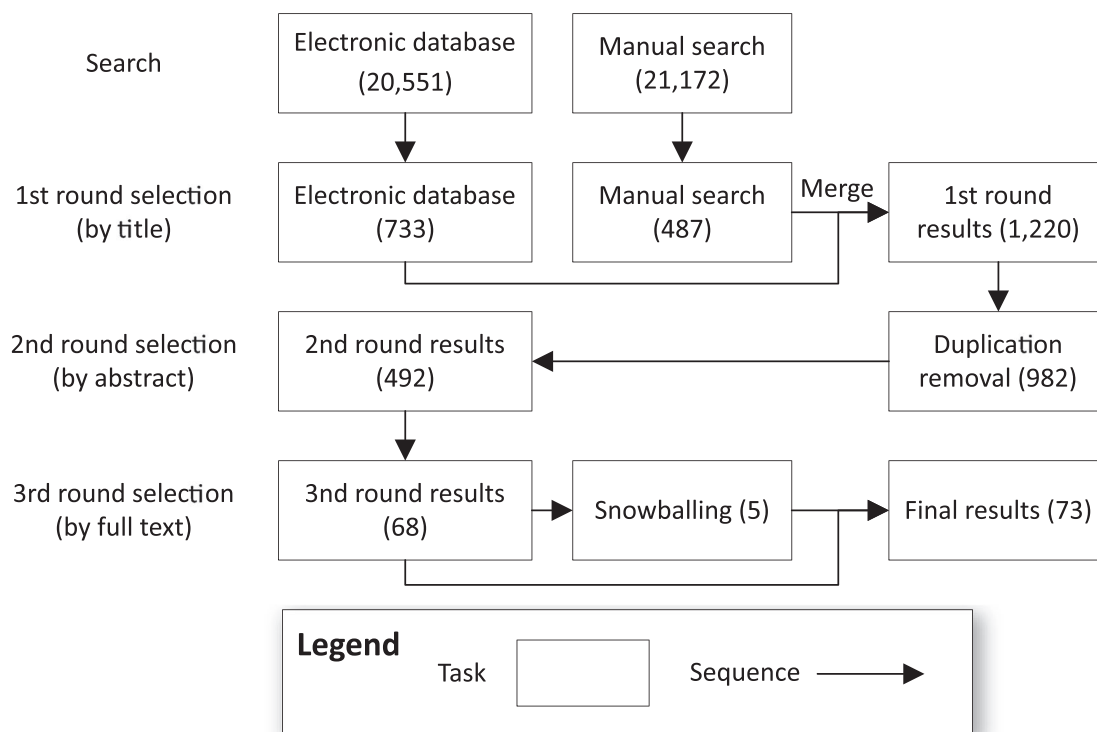 Search
Electronic database
(20,551)
Manual search
(21,172)
1st round selection
(by title)
Electronic database
(733)
Manual search
(487)
Merge
1st round
results (1,220)
2nd round selection
(by abstract)
2nd round results
(492)
Duplication
removal (982)
3rd round selection
(by full text)
3nd round results
(68)
Snowballing (5)
Final results (73)
Legend
Task
Sequence